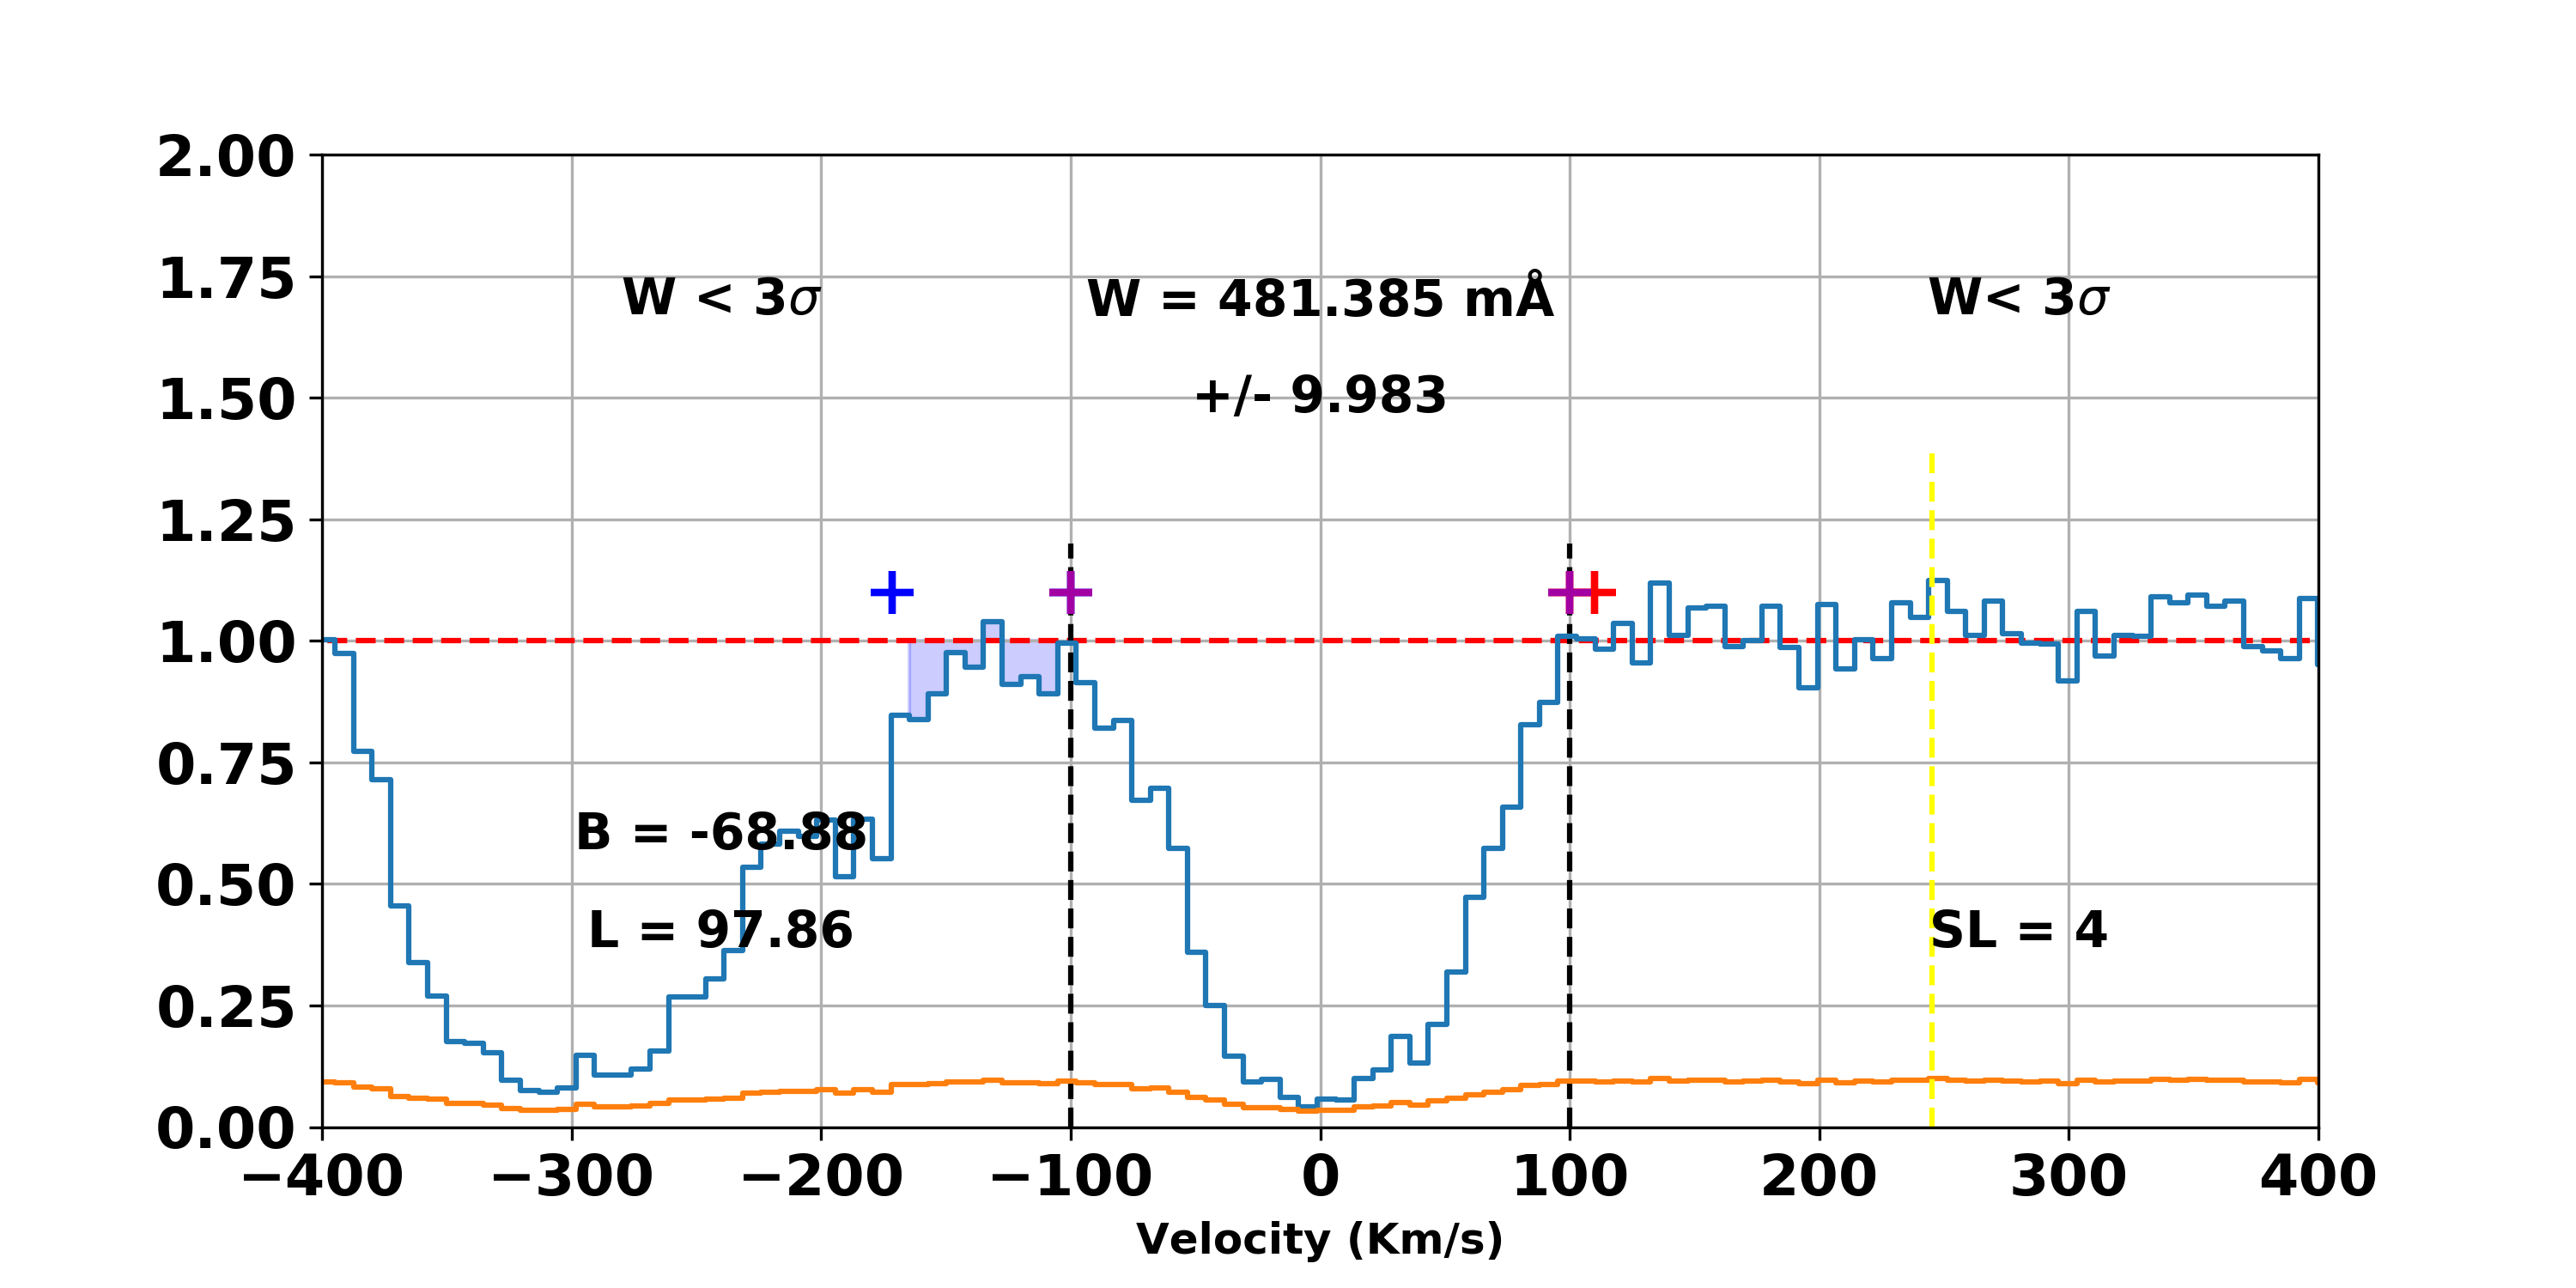 2.00
1.75
1.50
1.25
1.00
0.75
0.50
0.25
0.00
W < 3σ
W = 481.385 mÅ
W< 3σ
+/- 9.983
B = -68.88
L = 97.86
SL = 4
−400 −300 −200 −100 0 100 200 300 400
Velocity (Km/s)